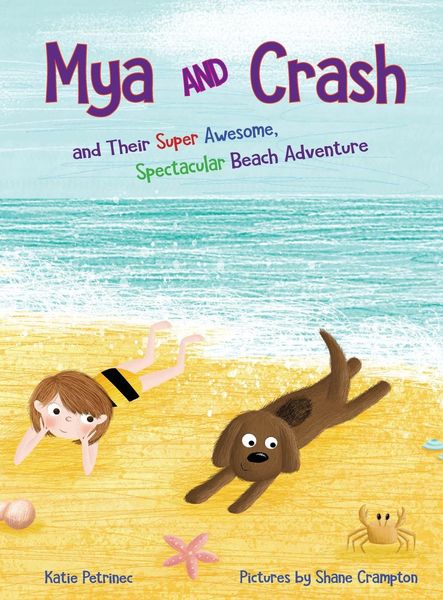 Mya AND Crash
and Their Super Awesome,
Spectacular Beach Adventure
Katie Petrinec
Pictures by Shane Crampton